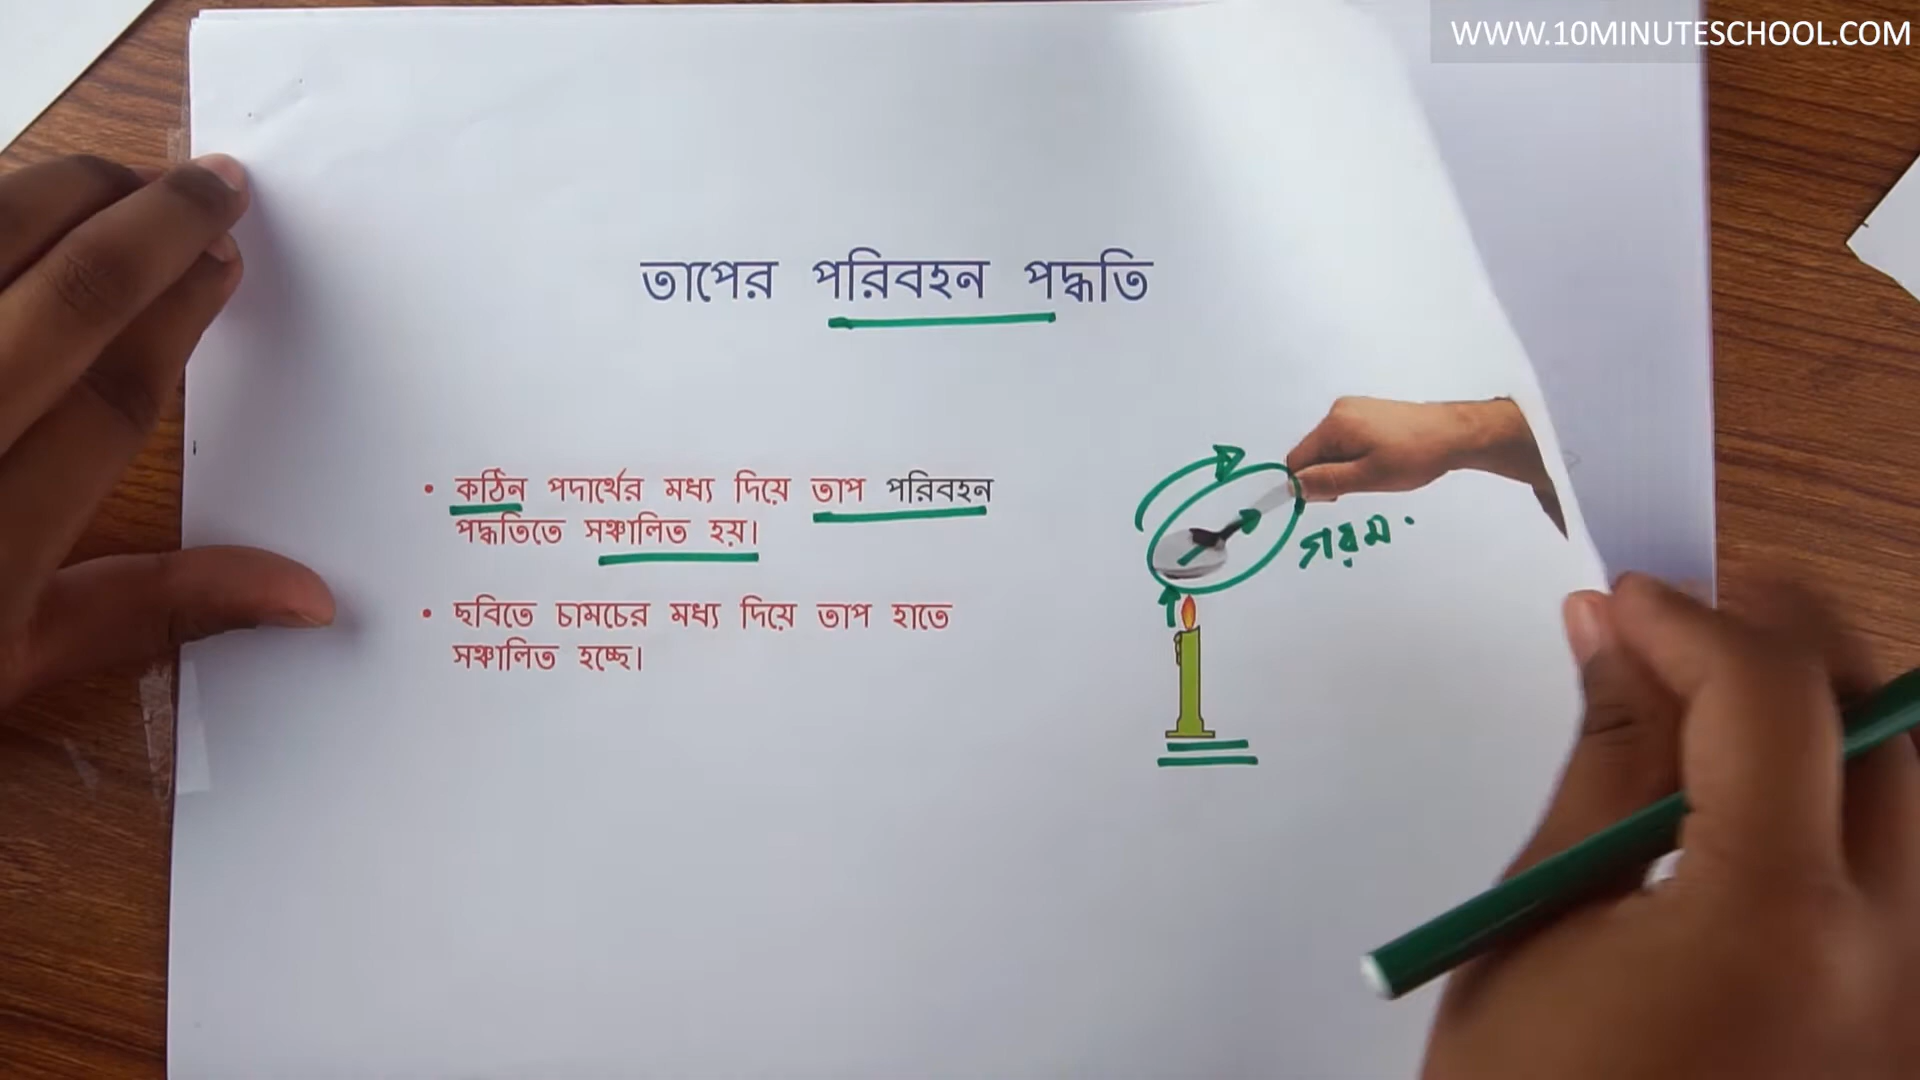 WWW.10MINUTESCHOOL.COM
তাপের পরিবহন পদ্ধতি
• কঠিন পদার্থের মধ্য দিয়ে তাপ পরিবহন
পদ্ধতিতে সঞ্চালিত হয়।
গরম
• ছবিতে চামচের মধ্য দিয়ে তাপ হাতে
সঞ্চালিত হচ্ছে।